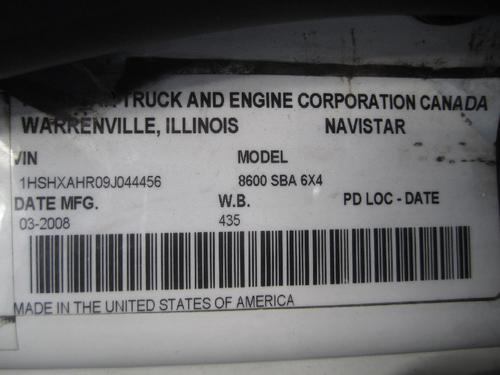 TRUCK AND ENGINE CORPORATION CANADA
WARRENVILLE, ILLINOIS NAVISTAR
VIN MODEL
1HSHXAHR09J044456 8600 SBA 6X4
DATE MFG. W.B. PD LOC - DATE
03-2008 435
MADE IN THE UNITED STATES OF AMERICA